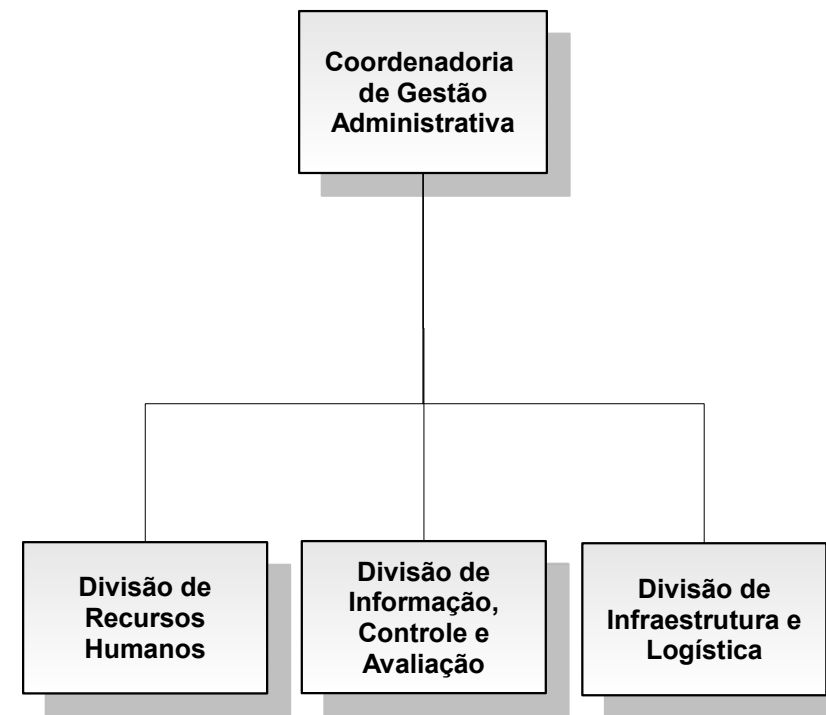 Coordenadoria
de Gestão
Administrativa
Divisão de
Recursos
Humanos
Divisão de
Informação,
Controle e
Avaliação
Divisão de
Infraestrutura e
Logística